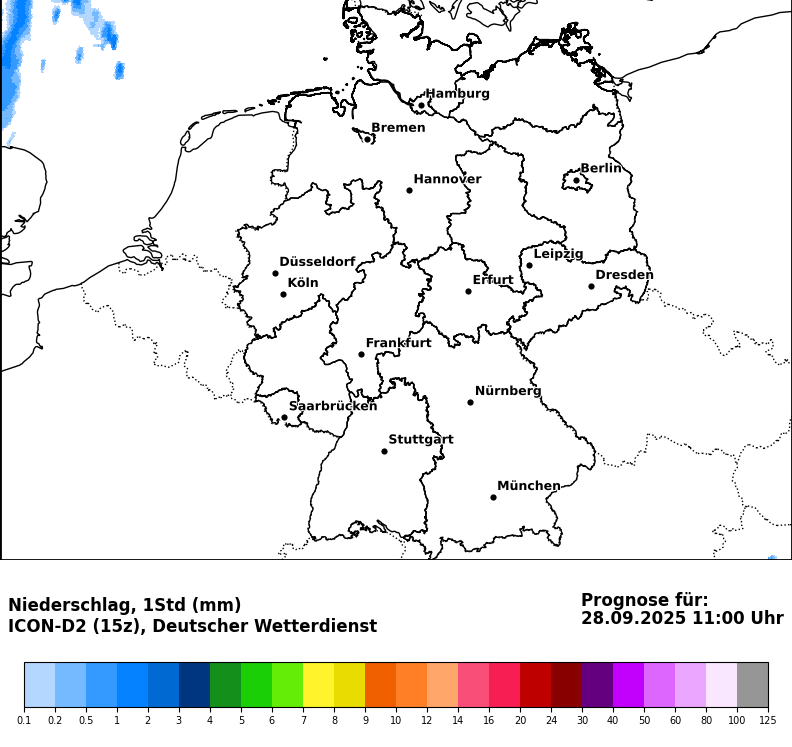 Hamburg
Bremen
Berlin
Hannover
Leipzig
Düsseldorf
Dresden
Köln
Erfurt
Frankfurt
Nürnberg
Saarbrücken
Stuttgart
München
Niederschlag, 1Std (mm)
ICON-D2 (15z), Deutscher Wetterdienst
Prognose für:
28.09.2025 11:00 Uhr
0.1 0.2 0.5 1 2 3 4 5 6 7 8 9 10 12 14 16 20 24 30 40 50 60 80 100 125